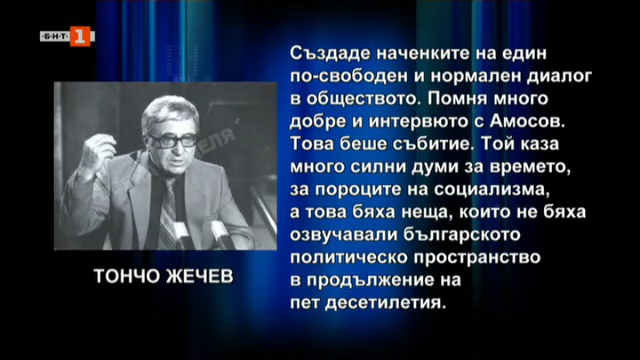 БНТ 1
Създаде наченките на един
по-свободен и нормален диалог
в обществото. Помня много
добре и интервюто с Амосов.
Това беше събитие. Той каза
много силни думи за времето,
за пороците на социализма,
а това бяха неща, които не бяха
озвучавали българското
политическо пространство
в продължение на
пет десетилетия.
ТОНЧО ЖЕЧЕВ